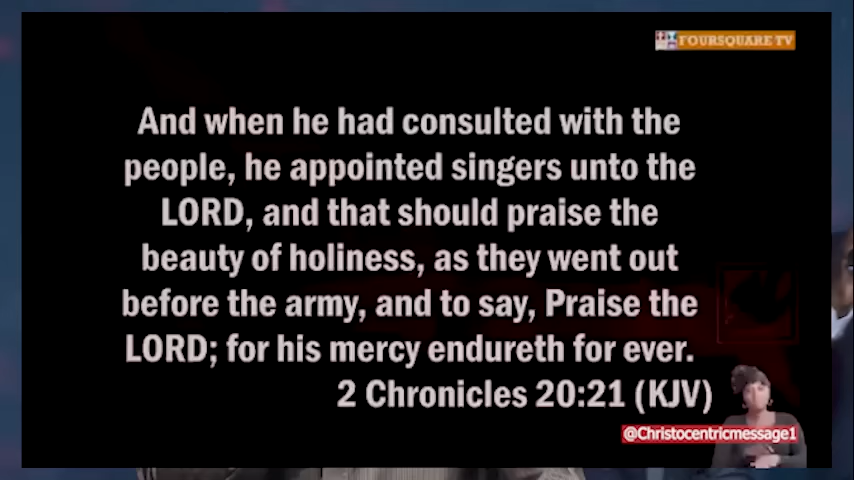 FOURSQUARE TV
And when he had consulted with the
people, he appointed singers unto the
LORD, and that should praise the
beauty of holiness, as they went out
before the army, and to say, Praise the
LORD; for his mercy endureth for ever.
2 Chronicles 20:21 (KJV)
@Christocentricmessage1